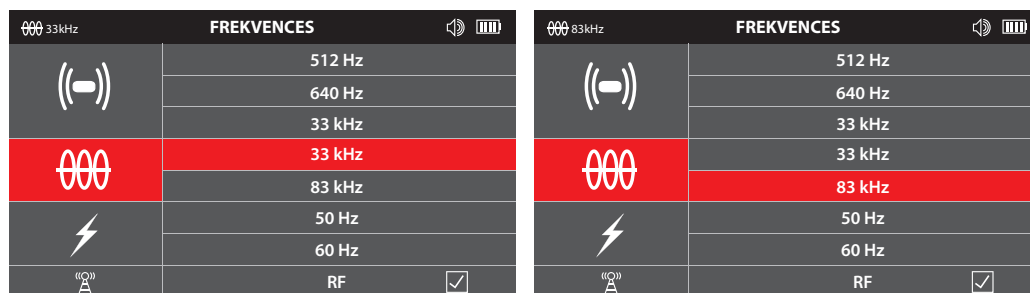 33kHz FREKVENCES
512 Hz
640 Hz
33 kHz
33 kHz
83 kHz
50 Hz
60 Hz
RF
83kHz FREKVENCES
512 Hz
640 Hz
33 kHz
33 kHz
83 kHz
50 Hz
60 Hz
RF